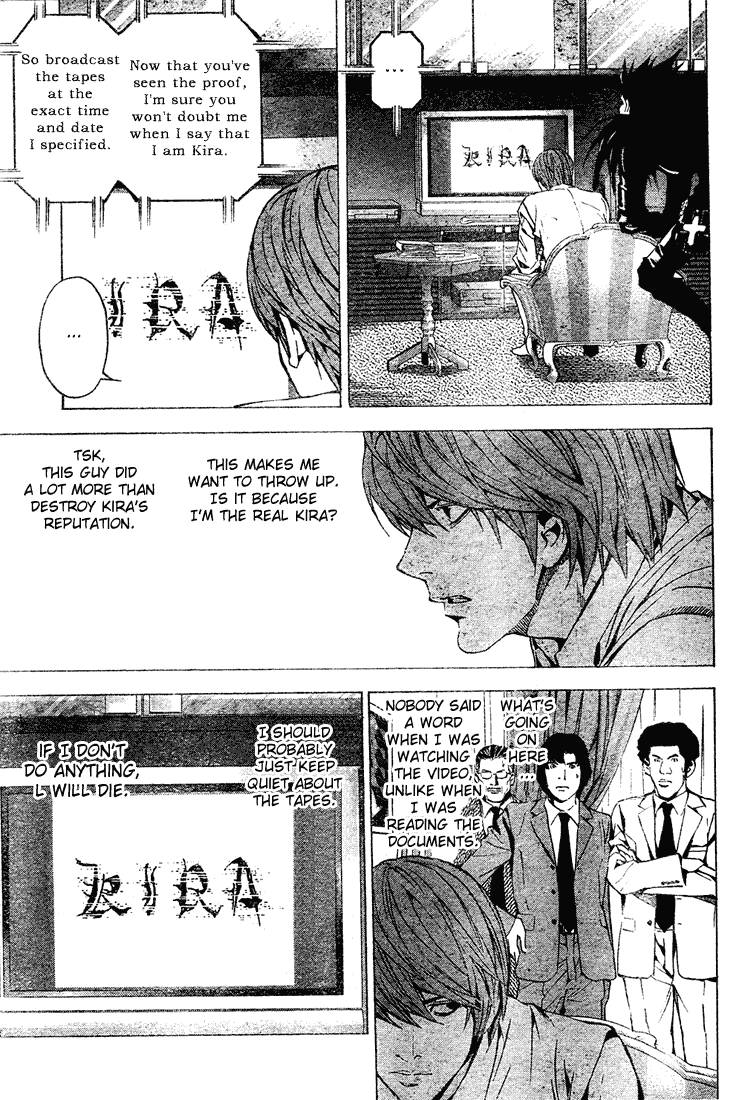 ...
KIRA
Now that you've
seen the proof,
I'm sure you
won't doubt me
when I say that
I am Kira.
So broadcast
the tapes
at the
exact time
and date
I specified.
KIRA
...
THIS MAKES ME
WANT TO THROW UP.
IS IT BECAUSE
I'M THE REAL KIRA?
TSK,
THIS GUY DID
A LOT MORE THAN
DESTROY KIRA'S
REPUTATION.
WHAT'S
GOING
ON
HERE
...
NOBODY SAID
A WORD
WHEN I WAS
WATCHING
THE VIDEO,
UNLIKE WHEN
I WAS
READING THE
DOCUMENTS.
I SHOULD
PROBABLY
JUST KEEP
QUIET ABOUT
THE TAPES.
IF I DON'T
DO ANYTHING,
L WILL DIE.
KIRA